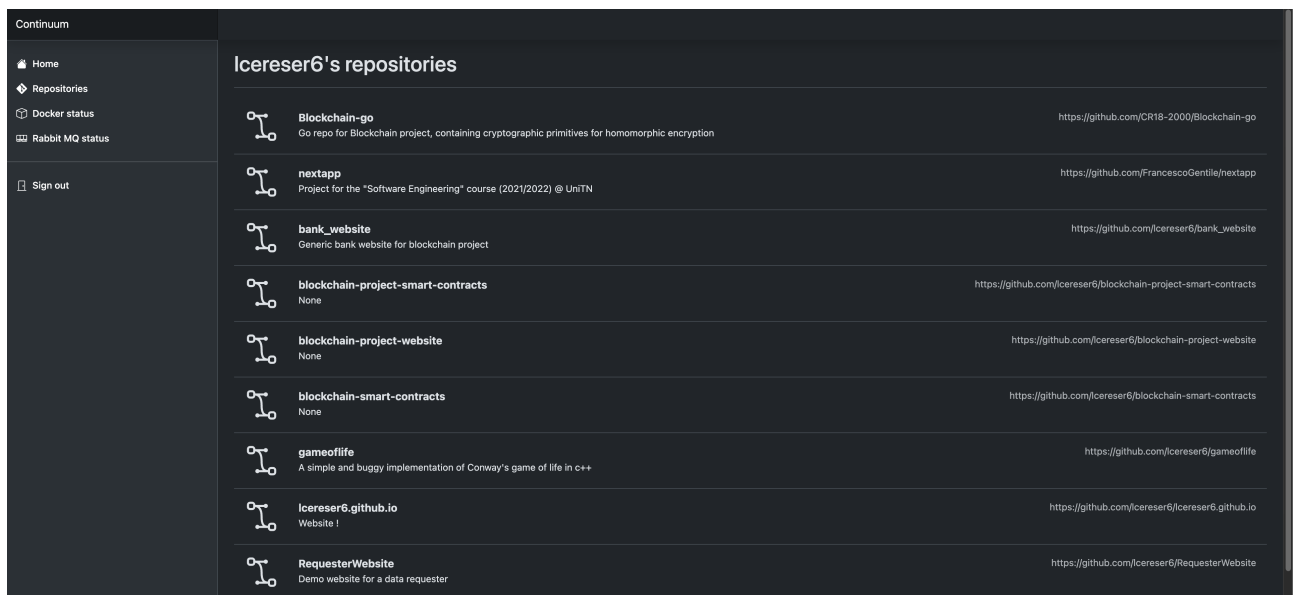 Continuum
Home
Repositories
Docker status
Rabbit MQ status
Sign out
lcereser6's repositories
Blockchain-go
Go repo for Blockchain project, containing cryptographic primitives for homomorphic encryption
https://github.com/CR18-2000/Blockchain-go
nextapp
Project for the "Software Engineering" course (2021/2022) @ UniTN
https://github.com/FrancescoGentile/nextapp
bank_website
Generic bank website for blockchain project
https://github.com/lcereser6/bank_website
blockchain-project-smart-contracts
None
https://github.com/lcereser6/blockchain-project-smart-contracts
blockchain-project-website
None
https://github.com/lcereser6/blockchain-project-website
blockchain-smart-contracts
None
https://github.com/lcereser6/blockchain-smart-contracts
gameoflife
A simple and buggy implementation of Conway's game of life in c++
https://github.com/lcereser6/gameoflife
lcereser6.github.io
Website !
https://github.com/lcereser6/lcereser6.github.io
RequesterWebsite
Demo website for a data requester
https://github.com/lcereser6/RequesterWebsite